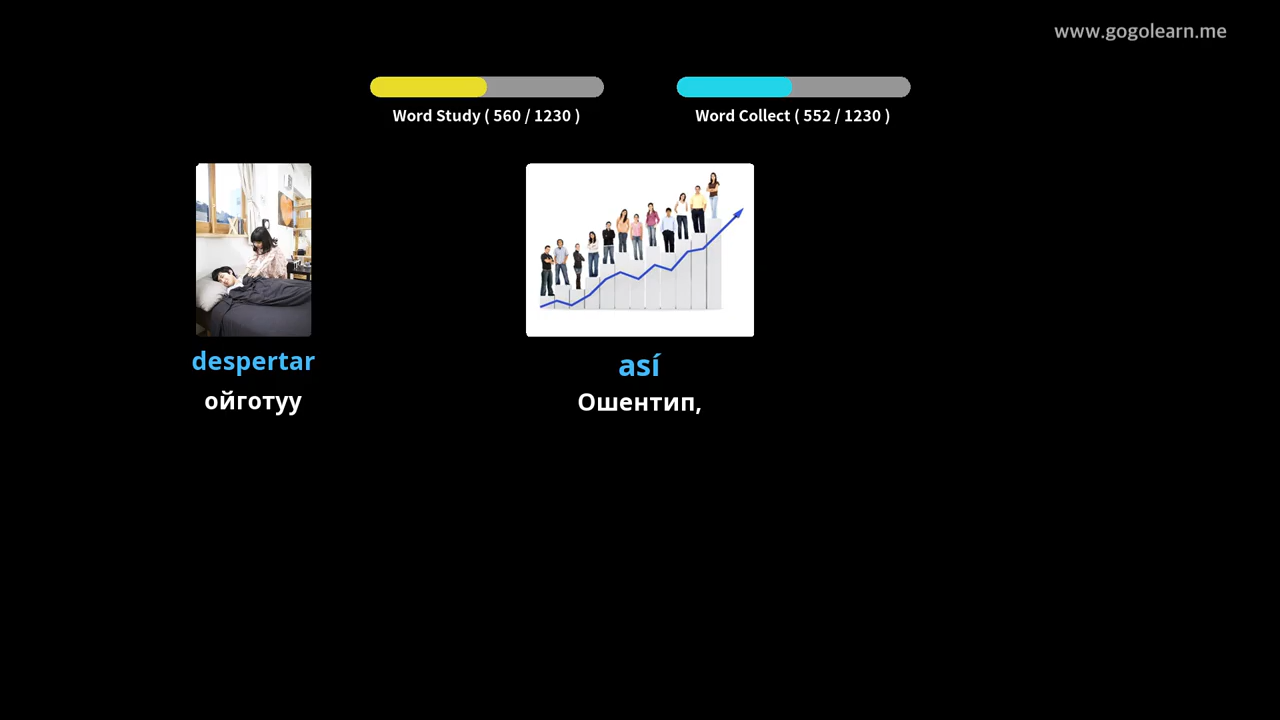 www.gogolearn.me
Word Study ( 560 / 1230 )
Word Collect ( 552 / 1230 )
despertar
ойготуу
así
Ошентип,